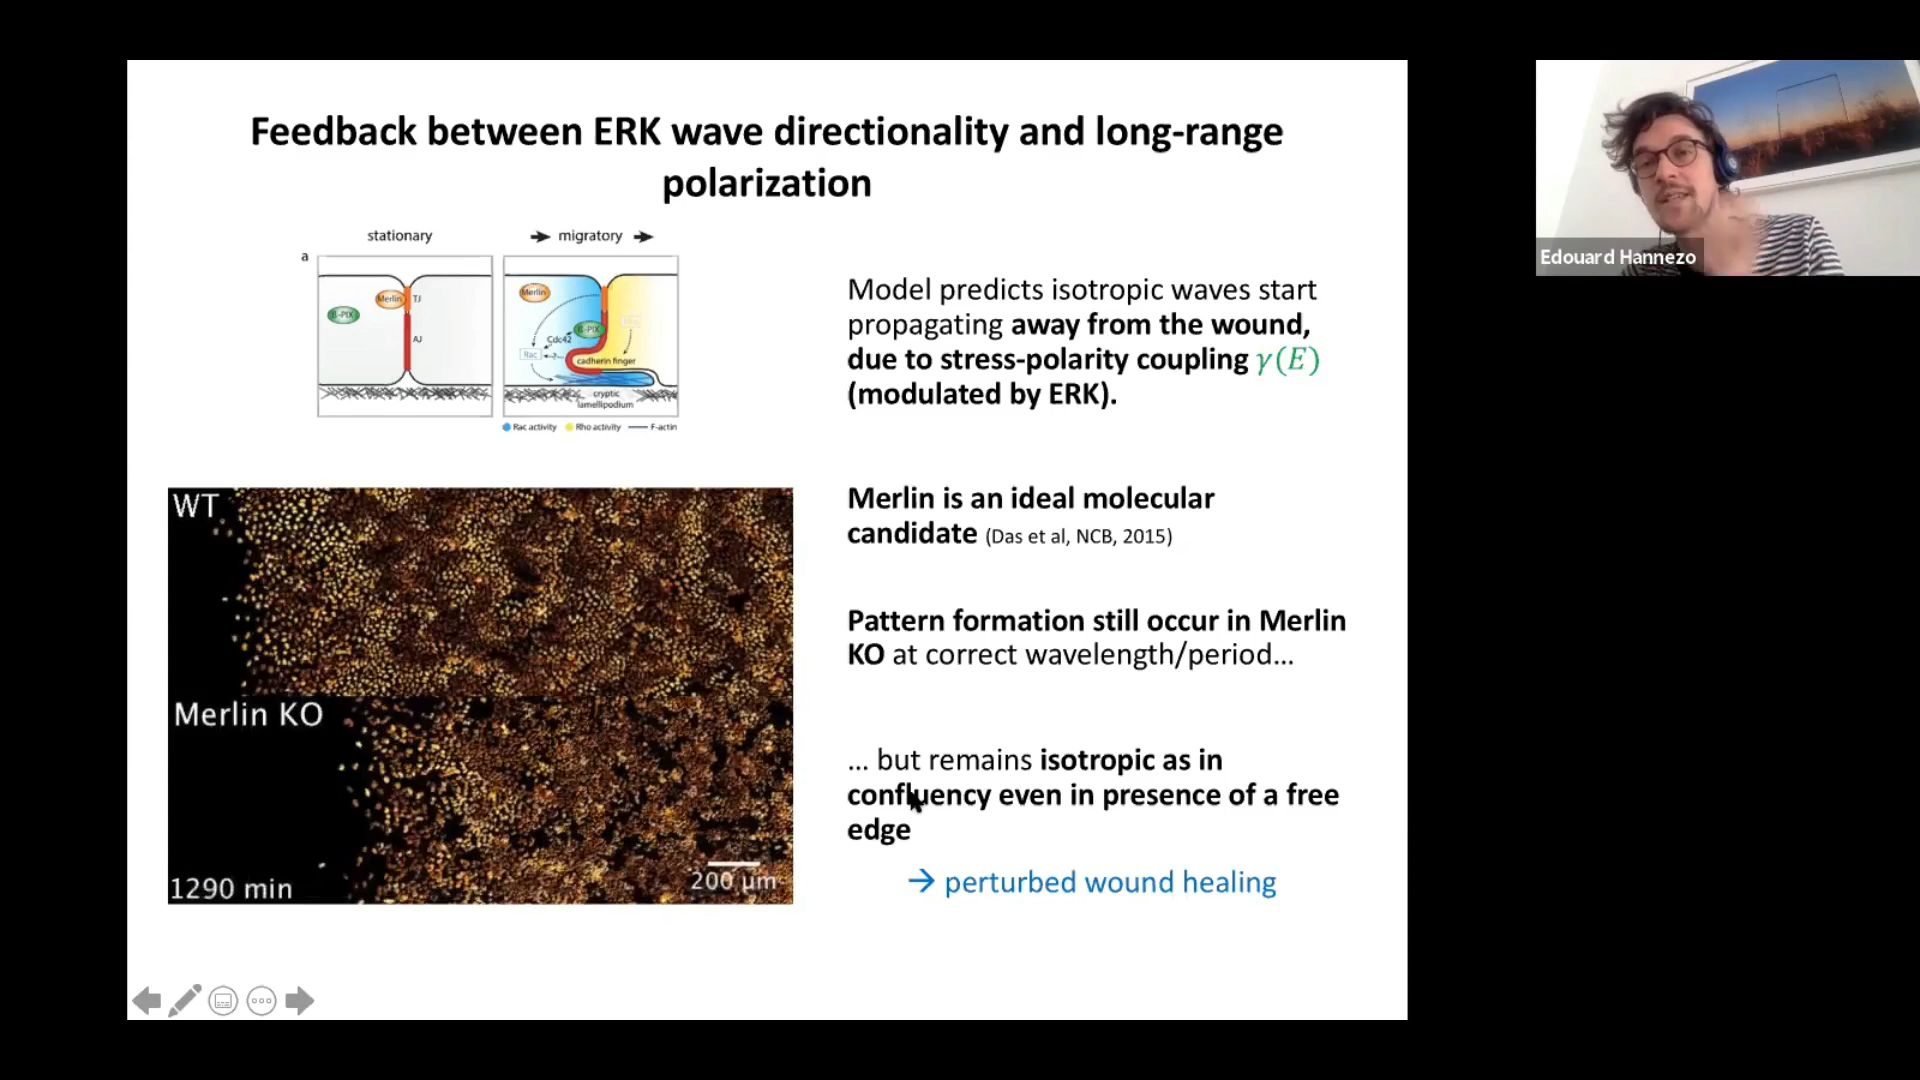 Feedback between ERK wave directionality and long-range
polarization
stationary
migratory
a
Merlin
TJ
β-PIX
AJ
Merlin
β-PIX
Cdc42
Rac
?
cadherin finger
cryptic
lamellipodium
Rac activity
Rho activity
F-actin
Model predicts isotropic waves start
propagating away from the wound,
due to stress-polarity coupling γ(E)
(modulated by ERK).
Merlin is an ideal molecular
candidate (Das et al, NCB, 2015)
Pattern formation still occur in Merlin
KO at correct wavelength/period...
... but remains isotropic as in
confluency even in presence of a free
edge
→ perturbed wound healing
WT
Merlin KO
1290 min
200 µm
Edouard Hannezo